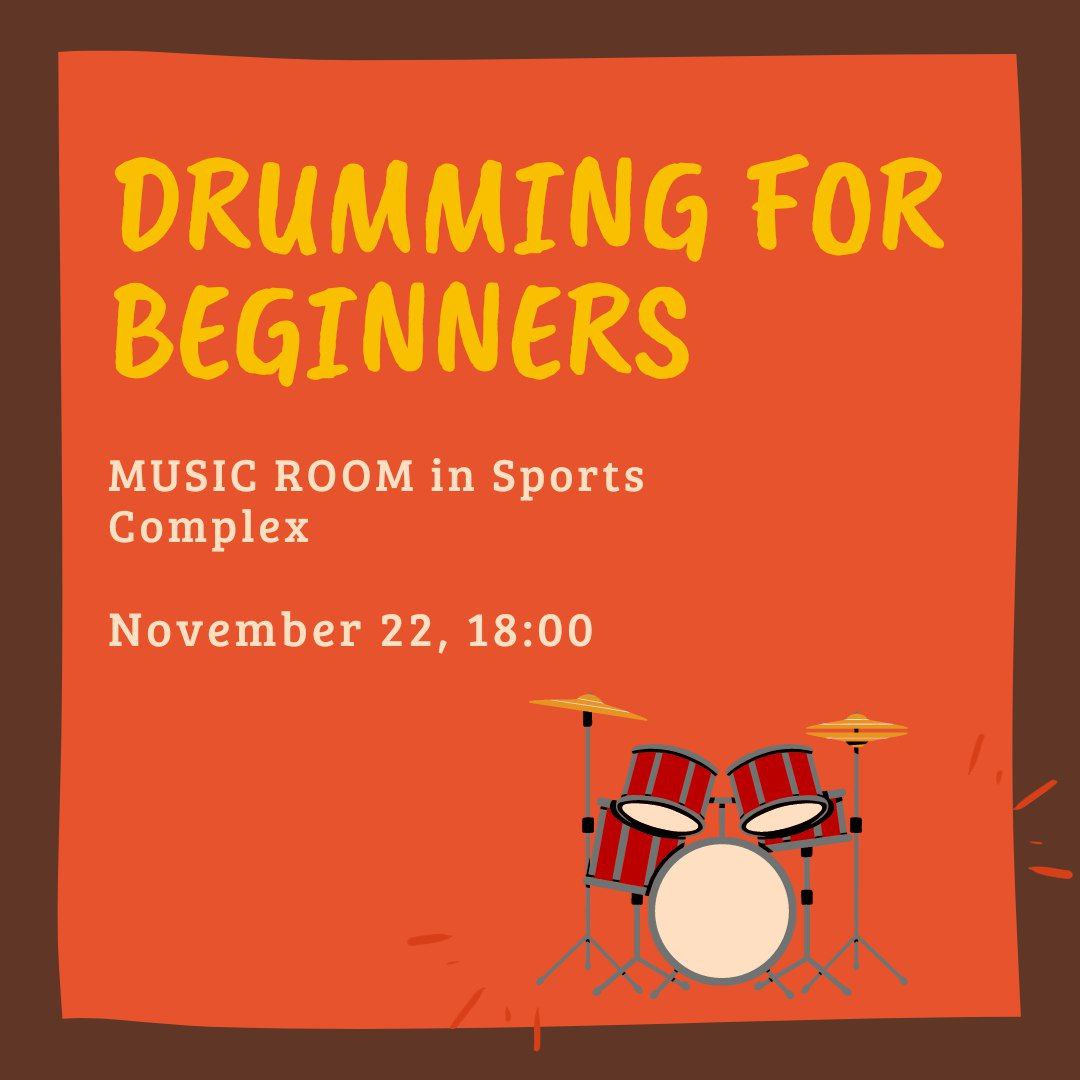 DRUMMING FOR
BEGINNERS
MUSIC ROOM in Sports
Complex
November 22, 18:00